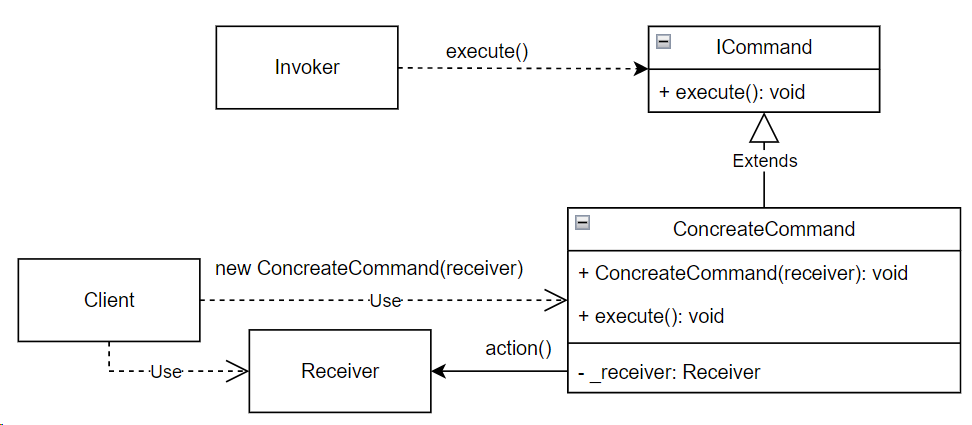 Invoker
execute()
ICommand
+ execute(): void
Extends
ConcreateCommand
+ ConcreateCommand(receiver): void
+ execute(): void
- _receiver: Receiver
new ConcreateCommand(receiver)
Use
Client
Use
Receiver
action()